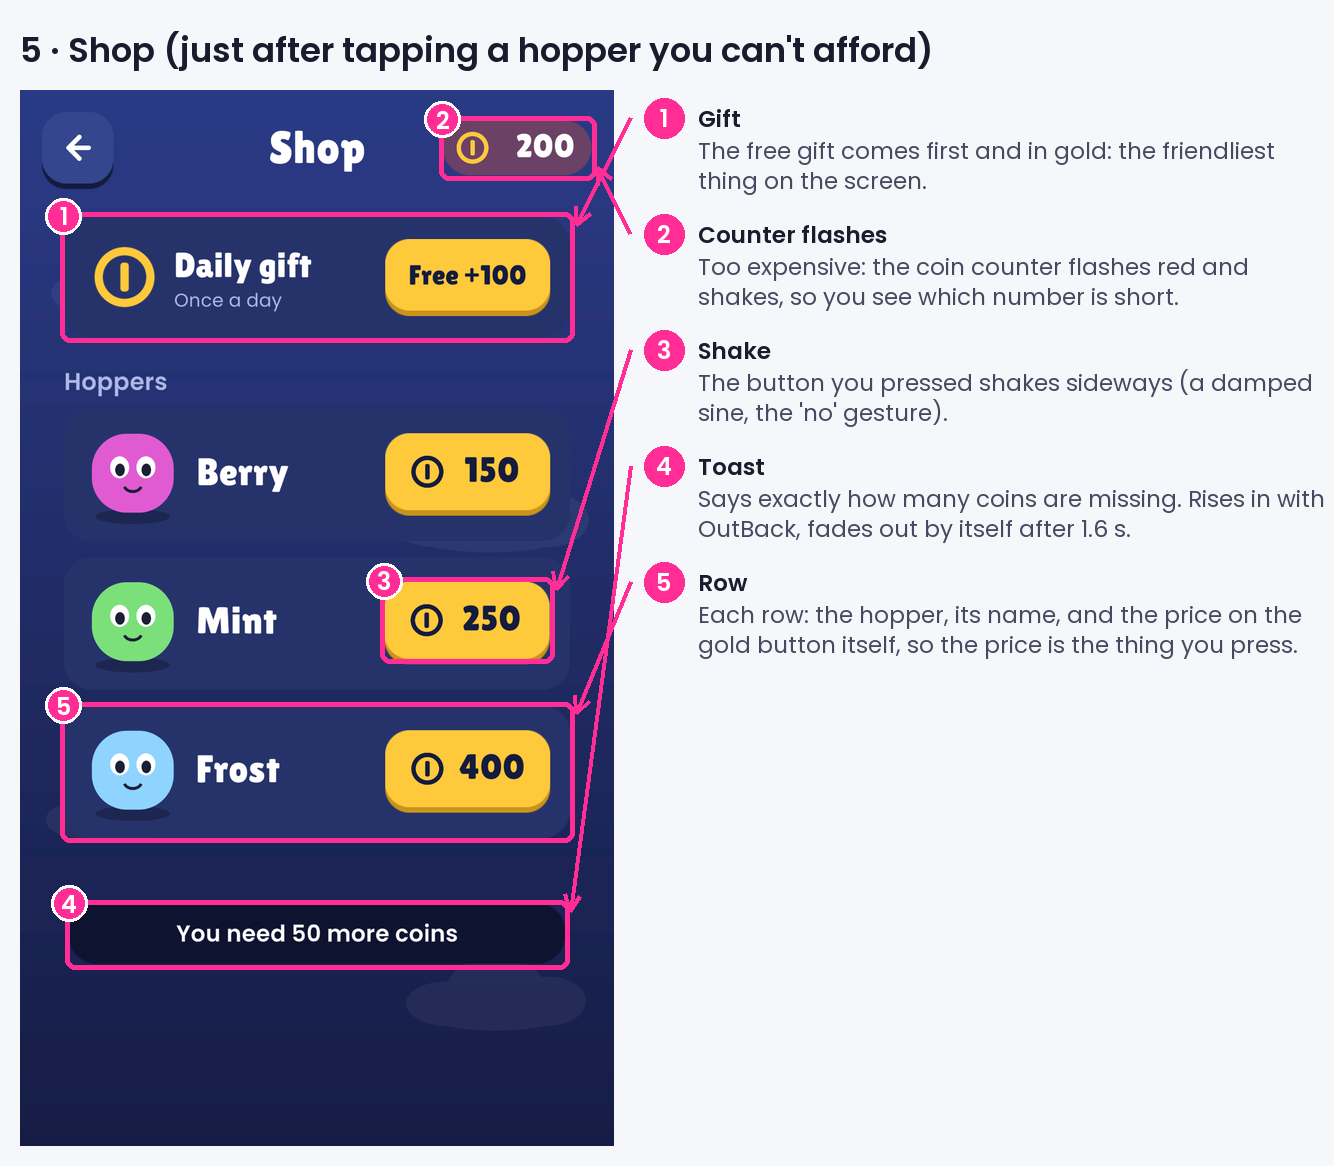 5 · Shop (just after tapping a hopper you can't afford)
Shop
2
200
1
Daily gift
Once a day
Free +100
Hoppers
Berry
150
Mint
3
250
5
Frost
400
4
You need 50 more coins
1 Gift
The free gift comes first and in gold: the friendliest
thing on the screen.
2 Counter flashes
Too expensive: the coin counter flashes red and
shakes, so you see which number is short.
3 Shake
The button you pressed shakes sideways (a damped
sine, the 'no' gesture).
4 Toast
Says exactly how many coins are missing. Rises in with
OutBack, fades out by itself after 1.6 s.
5 Row
Each row: the hopper, its name, and the price on the
gold button itself, so the price is the thing you press.